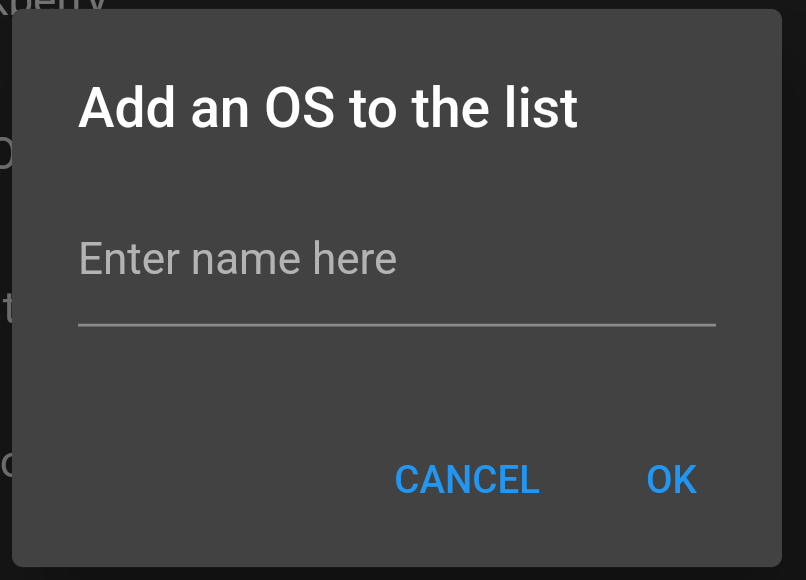 Add an OS to the list
Enter name here
CANCEL OK